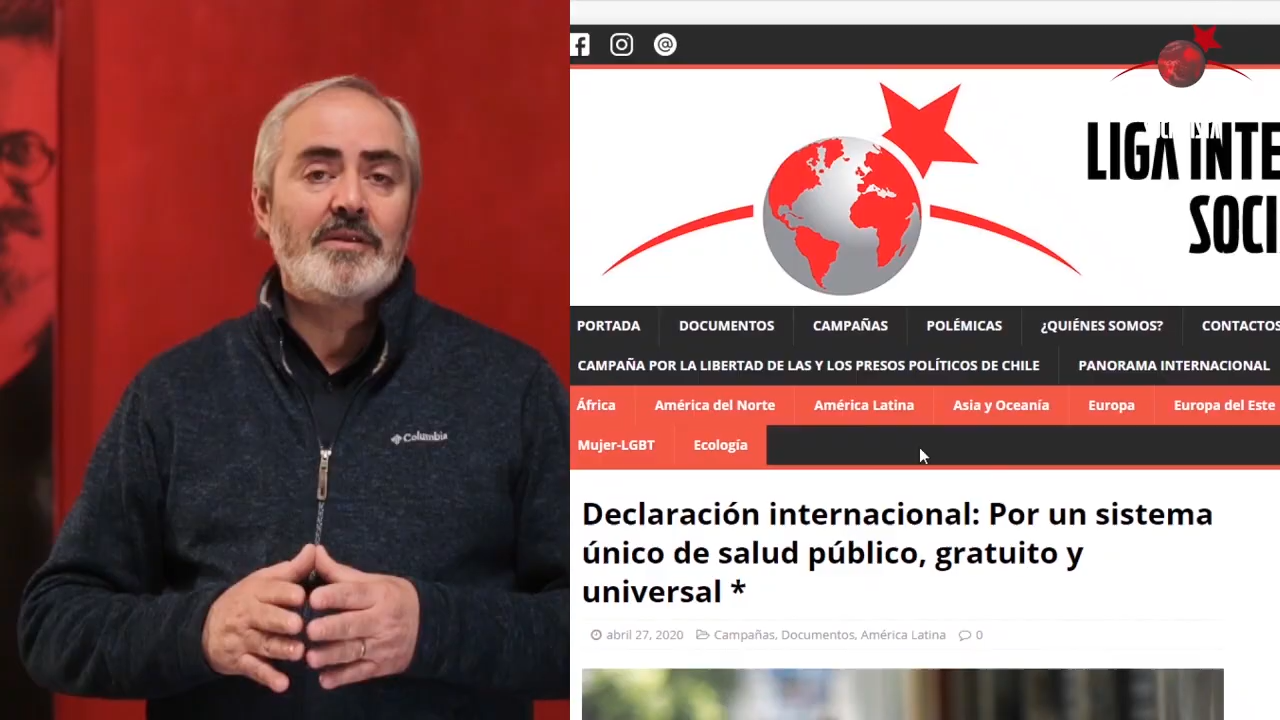 Columbia
LIGA INTE
SOCI
PORTADA DOCUMENTOS CAMPAÑAS POLÉMICAS ¿QUIÉNES SOMOS? CONTACTOS
CAMPAÑA POR LA LIBERTAD DE LAS Y LOS PRESOS POLÍTICOS DE CHILE PANORAMA INTERNACIONAL
África América del Norte América Latina Asia y Oceanía Europa Europa del Este
Mujer-LGBT Ecología
Declaración internacional: Por un sistema
único de salud público, gratuito y
universal *
abril 27, 2020 Campañas, Documentos, América Latina 0